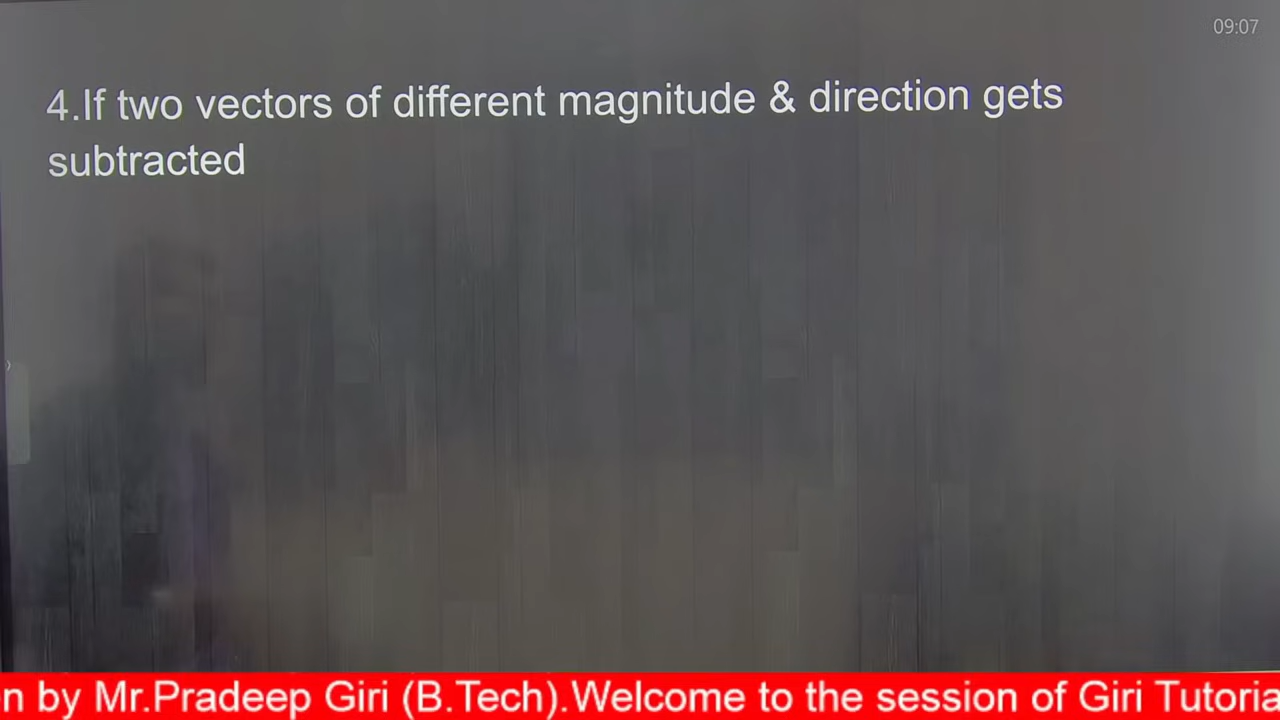 09:07
4.If two vectors of different magnitude & direction gets
subtracted
n by Mr.Pradeep Giri (B.Tech).Welcome to the session of Giri Tutoria